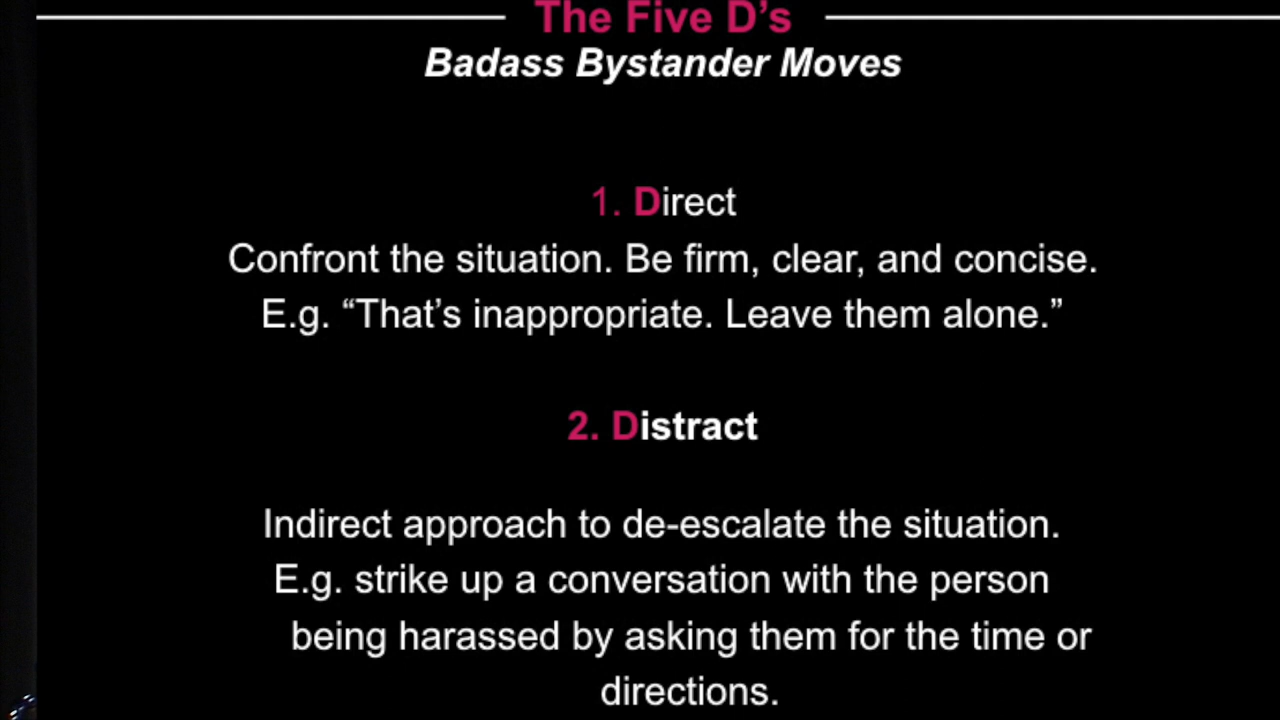 The Five D’s
Badass Bystander Moves
1. Direct
Confront the situation. Be firm, clear, and concise.
E.g. “That’s inappropriate. Leave them alone.”
2. Distract
Indirect approach to de-escalate the situation.
E.g. strike up a conversation with the person
being harassed by asking them for the time or
directions.